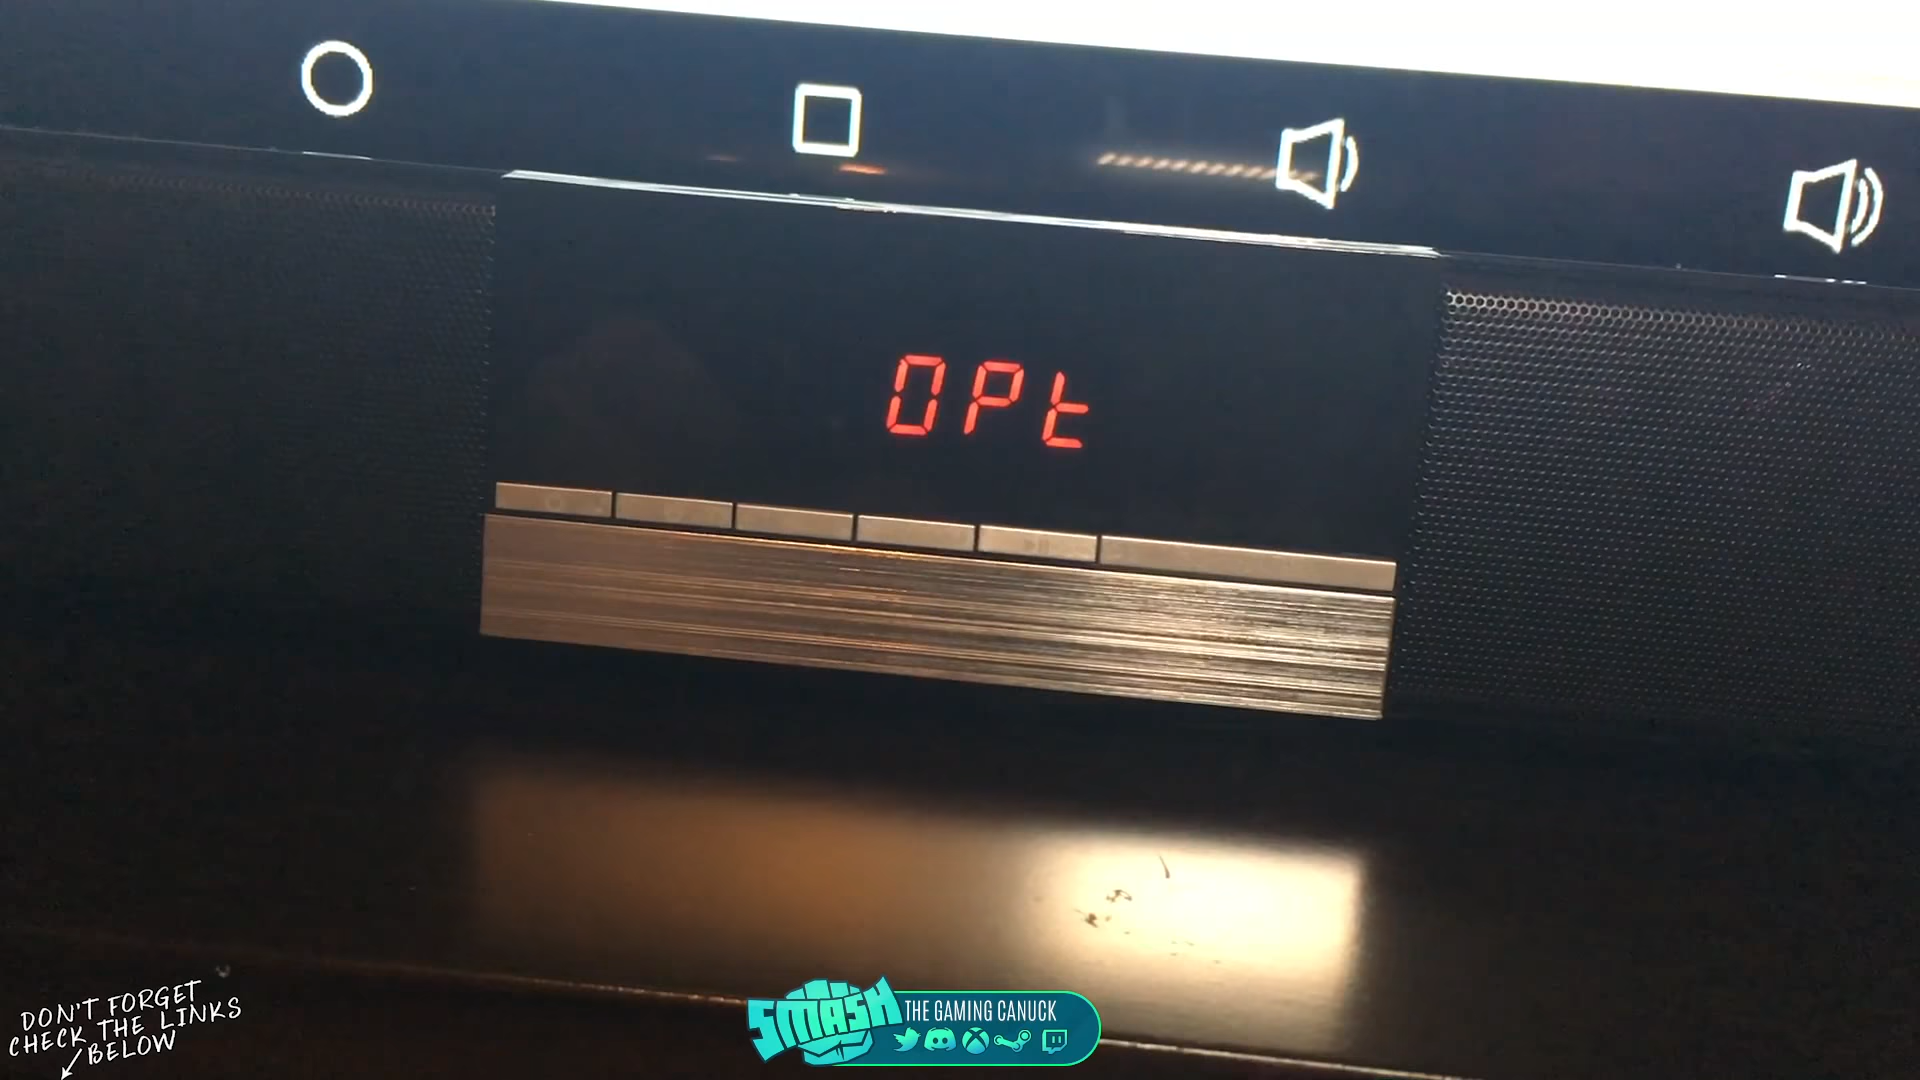 OPt
DON'T FORGET
CHECK THE LINKS
BELOW
SMASH
THE GAMING CANUCK